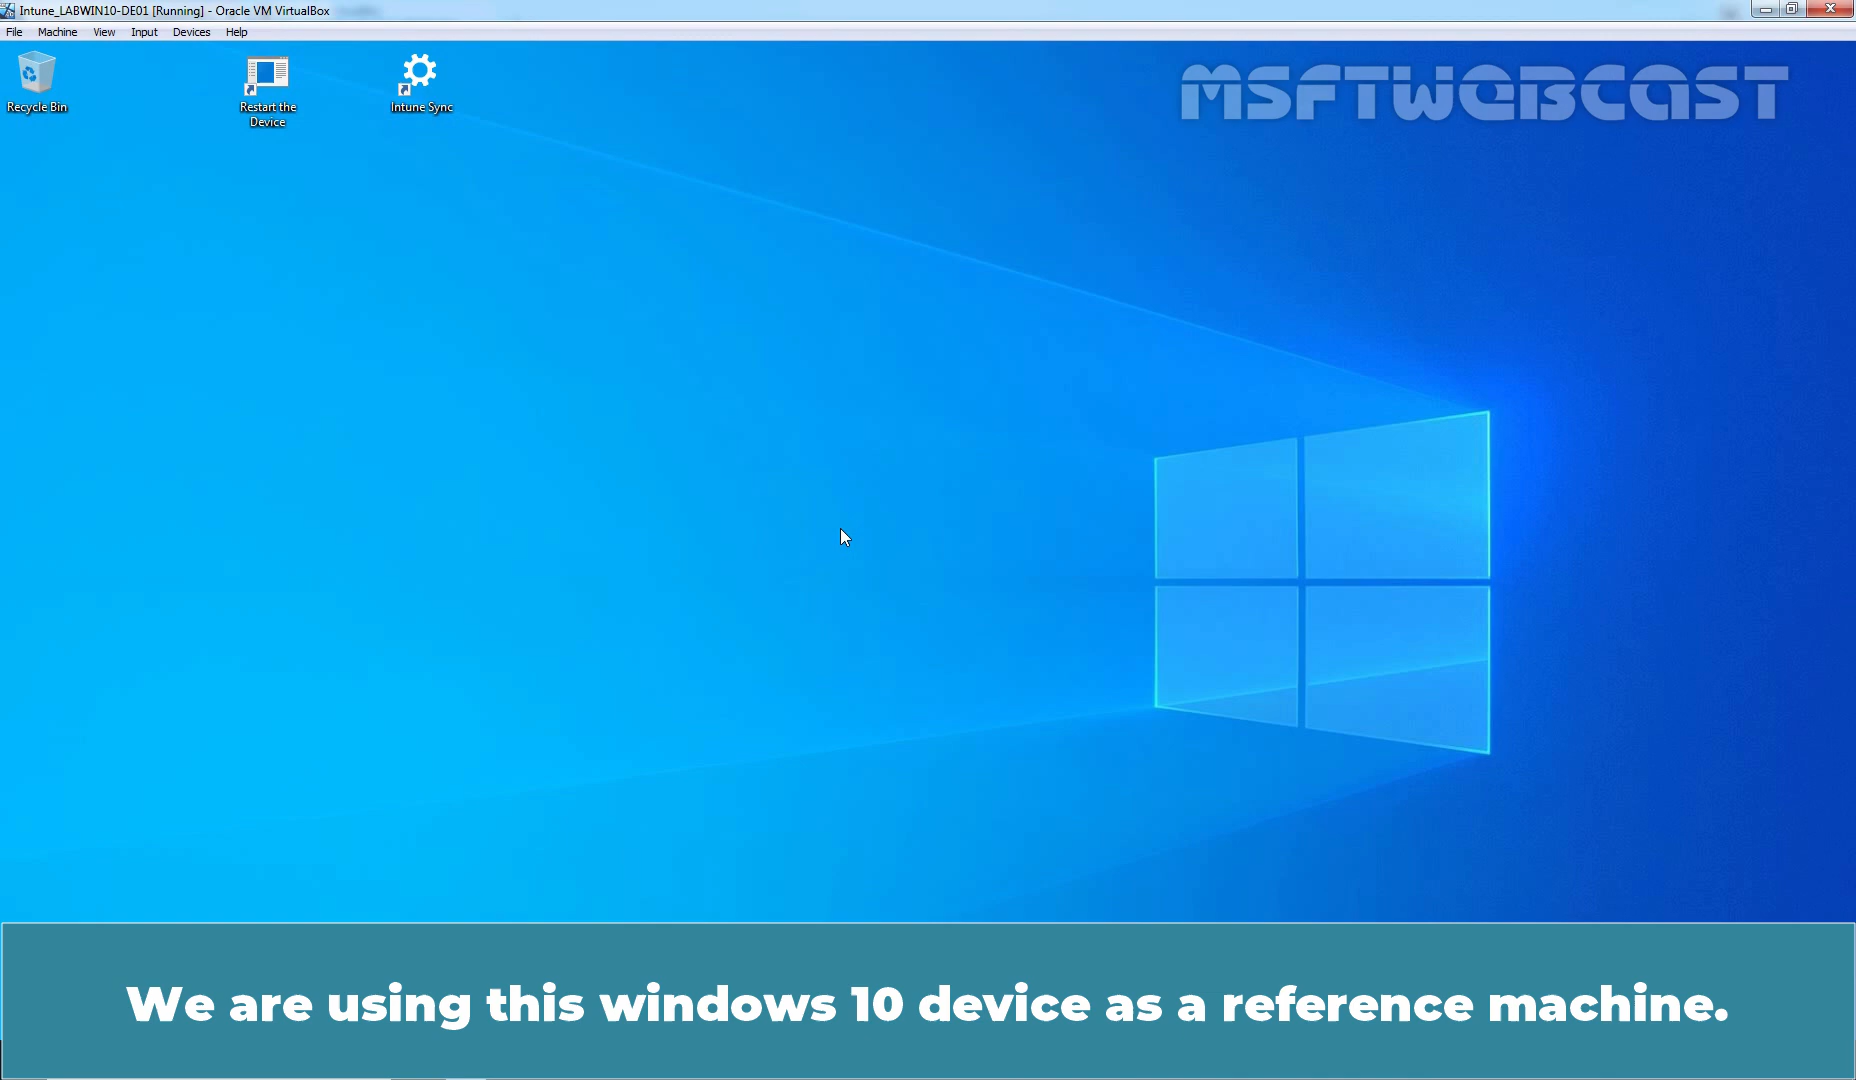 Intune_LABWIN10-DE01 [Running] - Oracle VM VirtualBox
File Machine View Input Devices Help
Recycle Bin
Restart the
Device
Intune Sync
MSFTWEBCAST
We are using this windows 10 device as a reference machine.